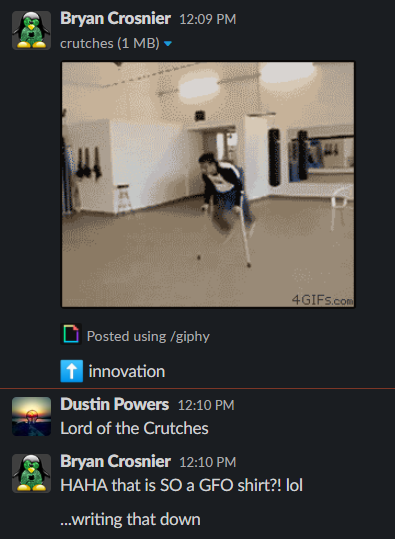 Bryan Crosnier 12:09 PM
crutches (1 MB)
4GIFs.com
Posted using /giphy
innovation
Dustin Powers 12:10 PM
Lord of the Crutches
Bryan Crosnier 12:10 PM
HAHA that is SO a GFO shirt?! lol
...writing that down